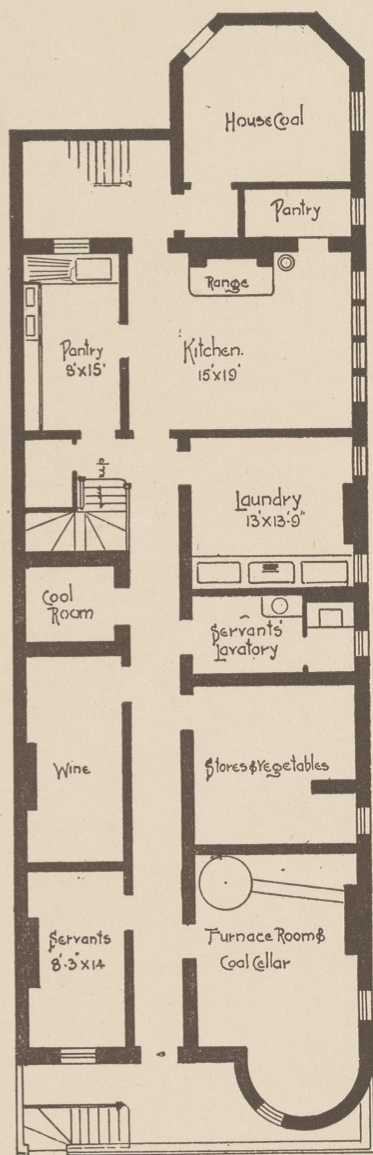 House Coal
Pantry
Range
Pantry
8'x15'
Kitchen.
15'x19'
up
Laundry
13'x13'-9"
Cool
Room
Servants'
Lavatory
Wine
Stores & Vegetables
Servants
8'-3"x14
Furnace Room &
Coal Cellar